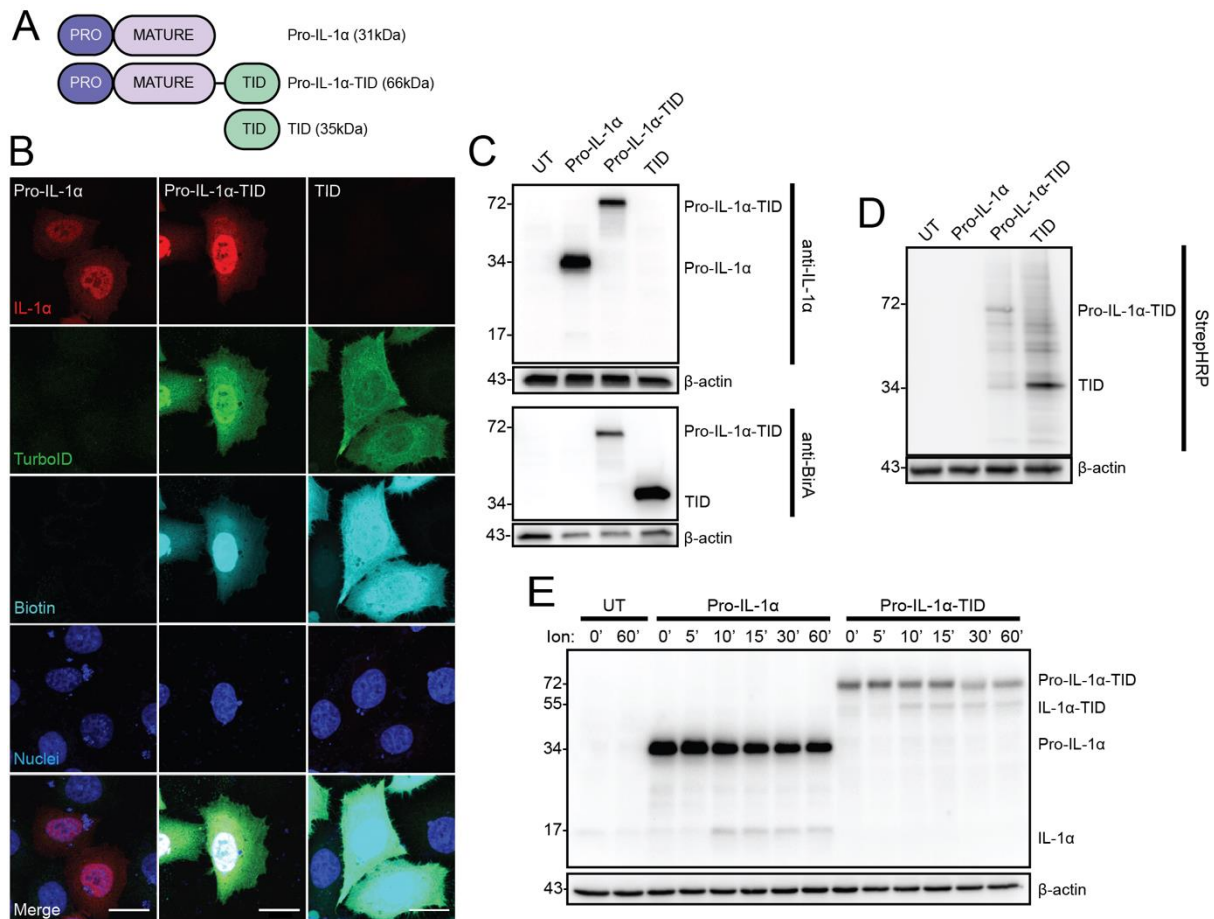 A
PRO MATURE Pro-IL-1α (31kDa)
PRO MATURE TID Pro-IL-1α-TID (66kDa)
TID TID (35kDa)
B
Pro-IL-1α Pro-IL-1α-TID TID
IL-1α
TurboID
Biotin
Nuclei
Merge
C
UT Pro-IL-1α Pro-IL-1α-TID TID
72 Pro-IL-1α-TID
34 Pro-IL-1α
17
anti-IL-1α
43 β-actin
72 Pro-IL-1α-TID
34 TID
anti-BirA
43 β-actin
D
UT Pro-IL-1α Pro-IL-1α-TID TID
72 Pro-IL-1α-TID
34 TID
StrepHRP
43 β-actin
E
UT Pro-IL-1α Pro-IL-1α-TID
Ion: 0' 60' 0' 5' 10' 15' 30' 60' 0' 5' 10' 15' 30' 60'
72 Pro-IL-1α-TID
55 IL-1α-TID
34 Pro-IL-1α
17 IL-1α
43 β-actin